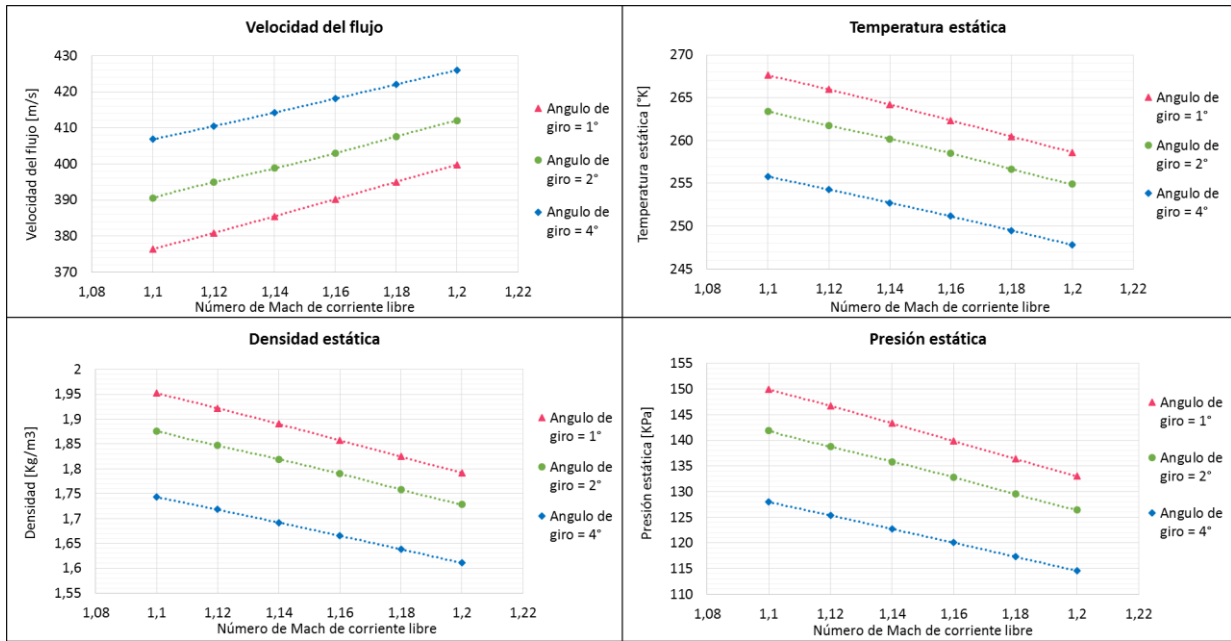 Velocidad del flujo
Velocidad del flujo [m/s]
430
420
410
400
390
380
370
1,08 1,1 1,12 1,14 1,16 1,18 1,2 1,22
Número de Mach de corriente libre
Angulo de
giro = 1°
Angulo de
giro = 2°
Angulo de
giro = 4°
Temperatura estática
Temperatura estática [°K]
270
265
260
255
250
245
1,08 1,1 1,12 1,14 1,16 1,18 1,2 1,22
Número de Mach de corriente libre
Angulo de
giro = 1°
Angulo de
giro = 2°
Angulo de
giro = 4°
Densidad estática
Densidad [Kg/m3]
2
1,95
1,9
1,85
1,8
1,75
1,7
1,65
1,6
1,55
1,08 1,1 1,12 1,14 1,16 1,18 1,2 1,22
Número de Mach de corriente libre
Angulo de
giro = 1°
Angulo de
giro = 2°
Angulo de
giro = 4°
Presión estática
Presión estática [KPa]
155
150
145
140
135
130
125
120
115
110
1,08 1,1 1,12 1,14 1,16 1,18 1,2 1,22
Número de Mach de corriente libre
Angulo de
giro = 1°
Angulo de
giro = 2°
Angulo de
giro = 4°